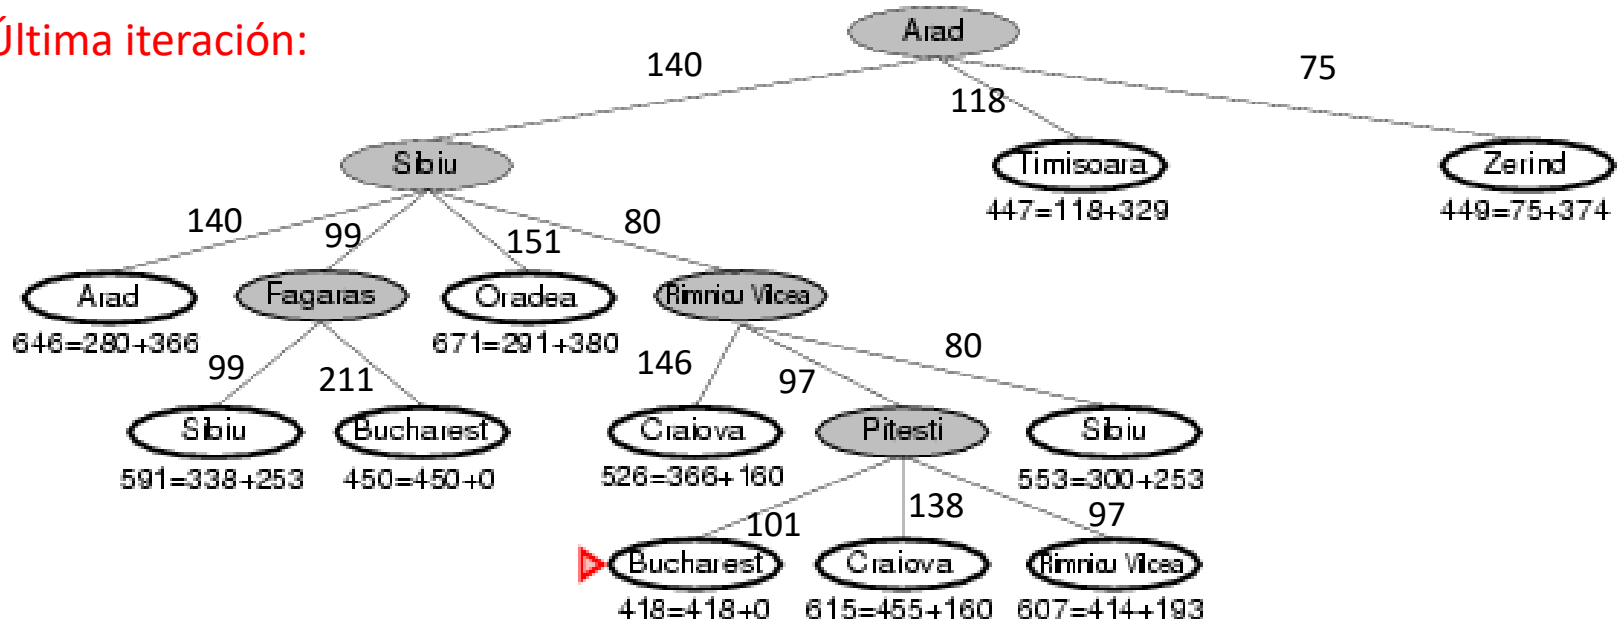 Última iteración:
Arad
140
75
118
Sibiu
Timisoara
Zerind
447=118+329
449=75+374
140
99
151
80
Arad
Fagaras
Oradea
Rimnicu Vilcea
646=280+366
671=291+380
99
211
146
97
80
Sibiu
Bucharest
Craiova
Pitesti
Sibiu
591=338+253
450=450+0
526=366+160
553=300+253
101
138
97
Bucharest
Craiova
Rimnicu Vilcea
418=418+0
615=455+160
607=414+193